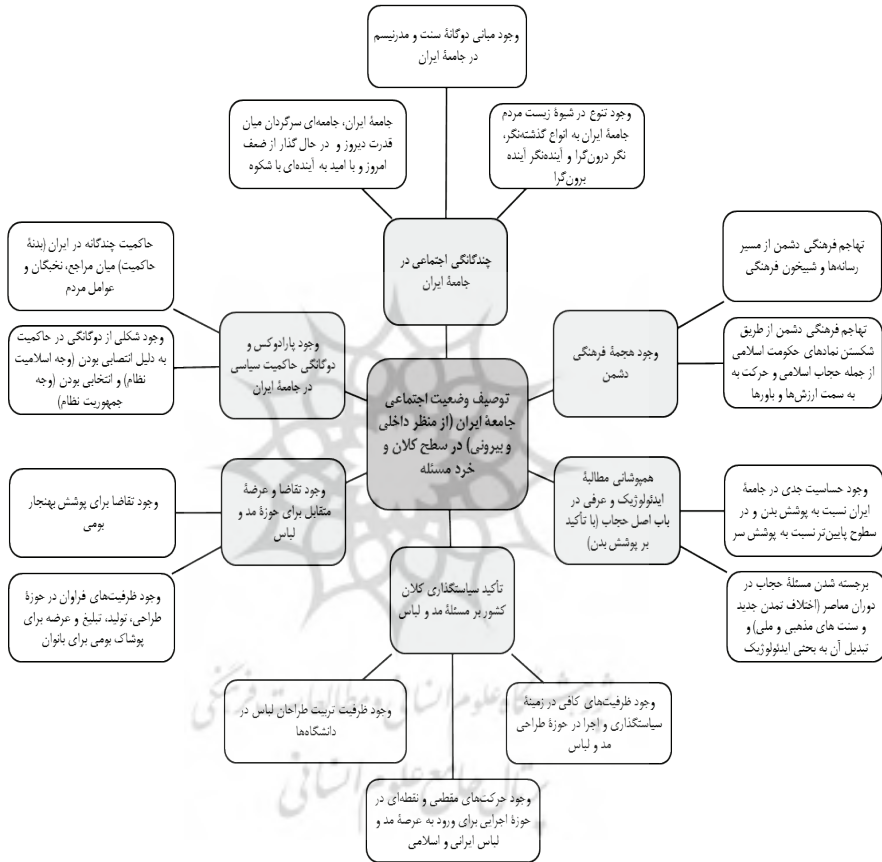 وجود مبانی دوگانهٔ سنت و مدرنیسم
در جامعهٔ ایران
جامعهٔ ایران، جامعه‌ای سرگردان میان
قدرت دیروز و در حال گذار از ضعف
امروز و با امید به آینده‌ای با شکوه
وجود تنوع در شیوهٔ زیست مردم
جامعهٔ ایران به انواع گذشته‌نگر،
نگر درون‌گرا و آینده‌نگر آینده
برون‌گرا
چندگانگی اجتماعی در
جامعهٔ ایران
حاکمیت چندگانه در ایران (بدنهٔ
حاکمیت) میان مراجع، نخبگان و
عوامل مردم
وجود شکلی از دوگانگی در حاکمیت
به دلیل انتصابی بودن (وجه اسلامیت
نظام) و انتخابی بودن (وجه
جمهوریت نظام)
وجود پارادوکس و
دوگانگی حاکمیت سیاسی
در جامعهٔ ایران
تهاجم فرهنگی دشمن از مسیر
رسانه‌ها و شبیخون فرهنگی
تهاجم فرهنگی دشمن از طریق
شکستن نمادهای حکومت اسلامی
از جمله حجاب اسلامی و حرکت به
به سمت ارزش‌ها و باورها
وجود هجمهٔ فرهنگی
دشمن
توصیف وضعیت اجتماعی
جامعهٔ ایران (از منظر داخلی
و بیرونی) در سطح کلان و
خرد مسئله
وجود تقاضا و عرضهٔ
متقابل برای حوزهٔ مد و
لباس
وجود تقاضا برای پوشش بهنجار
بومی
وجود ظرفیت‌های فراوان در حوزهٔ
طراحی، تولید، تبلیغ و عرضه برای
پوشاک بومی برای بانوان
همپوشانی مطالبهٔ
ایدئولوژیک و عرفی در
باب اصل حجاب (با تأکید
بر پوشش بدن)
وجود حساسیت جدی در جامعهٔ
ایران نسبت به پوشش بدن و در
سطوح پایین‌تر نسبت به پوشش سر
برجسته شدن مسئلهٔ حجاب در
دوران معاصر (اختلاف تمدن جدید
و سنت های مذهبی و ملی) و
تبدیل آن به بحثی ایدئولوژیک
تأکید سیاستگذاری کلان
کشور بر مسئلهٔ مد و لباس
وجود ظرفیت تربیت طراحان لباس در
دانشگاه‌ها
وجود ظرفیت‌های کافی در زمینهٔ
سیاستگذاری و اجرا در حوزهٔ طراحی
مد و لباس
وجود حرکت‌های مقطعی و نقطه‌ای در
حوزهٔ اجرایی برای ورود به عرصهٔ مد و
لباس ایرانی و اسلامی
پژوهشگاه علوم انسانی و مطالعات فرهنگی
پرتال جامع علوم انسانی